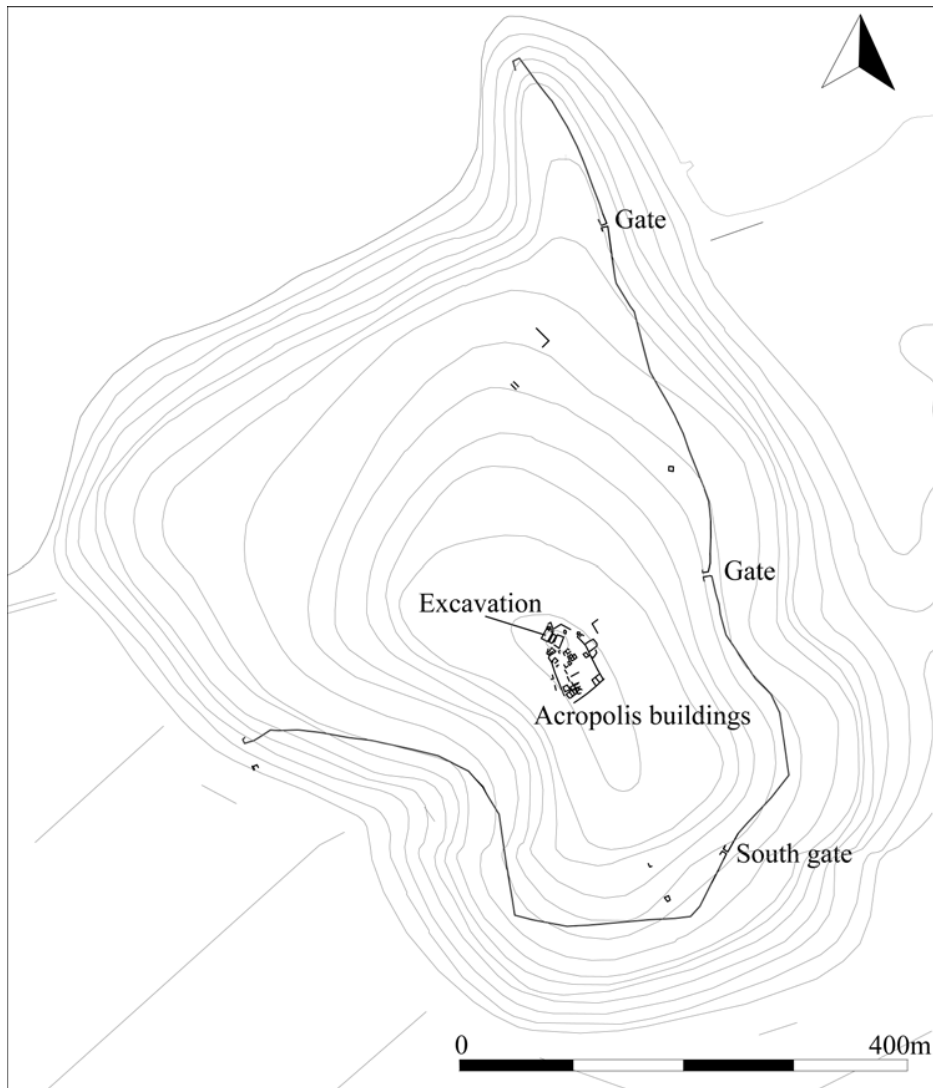 Gate
Gate
Excavation
Acropolis buildings
South gate
0 400m